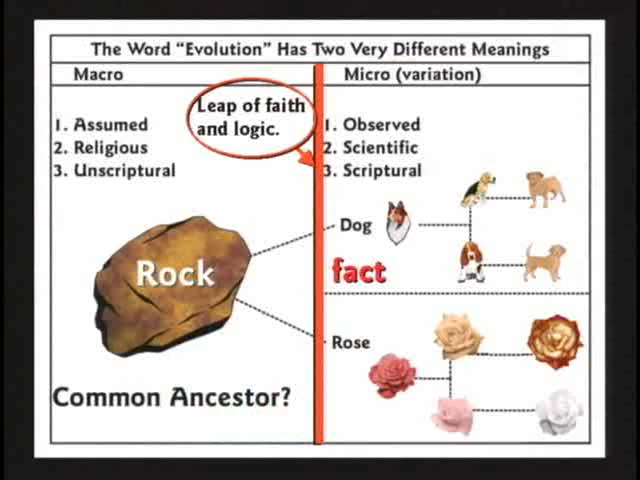 The Word “Evolution” Has Two Very Different Meanings
Macro
Micro (variation)
Leap of faith
and logic.
1. Assumed
2. Religious
3. Unscriptural
1. Observed
2. Scientific
3. Scriptural
Dog
Rock
fact
Rose
Common Ancestor?